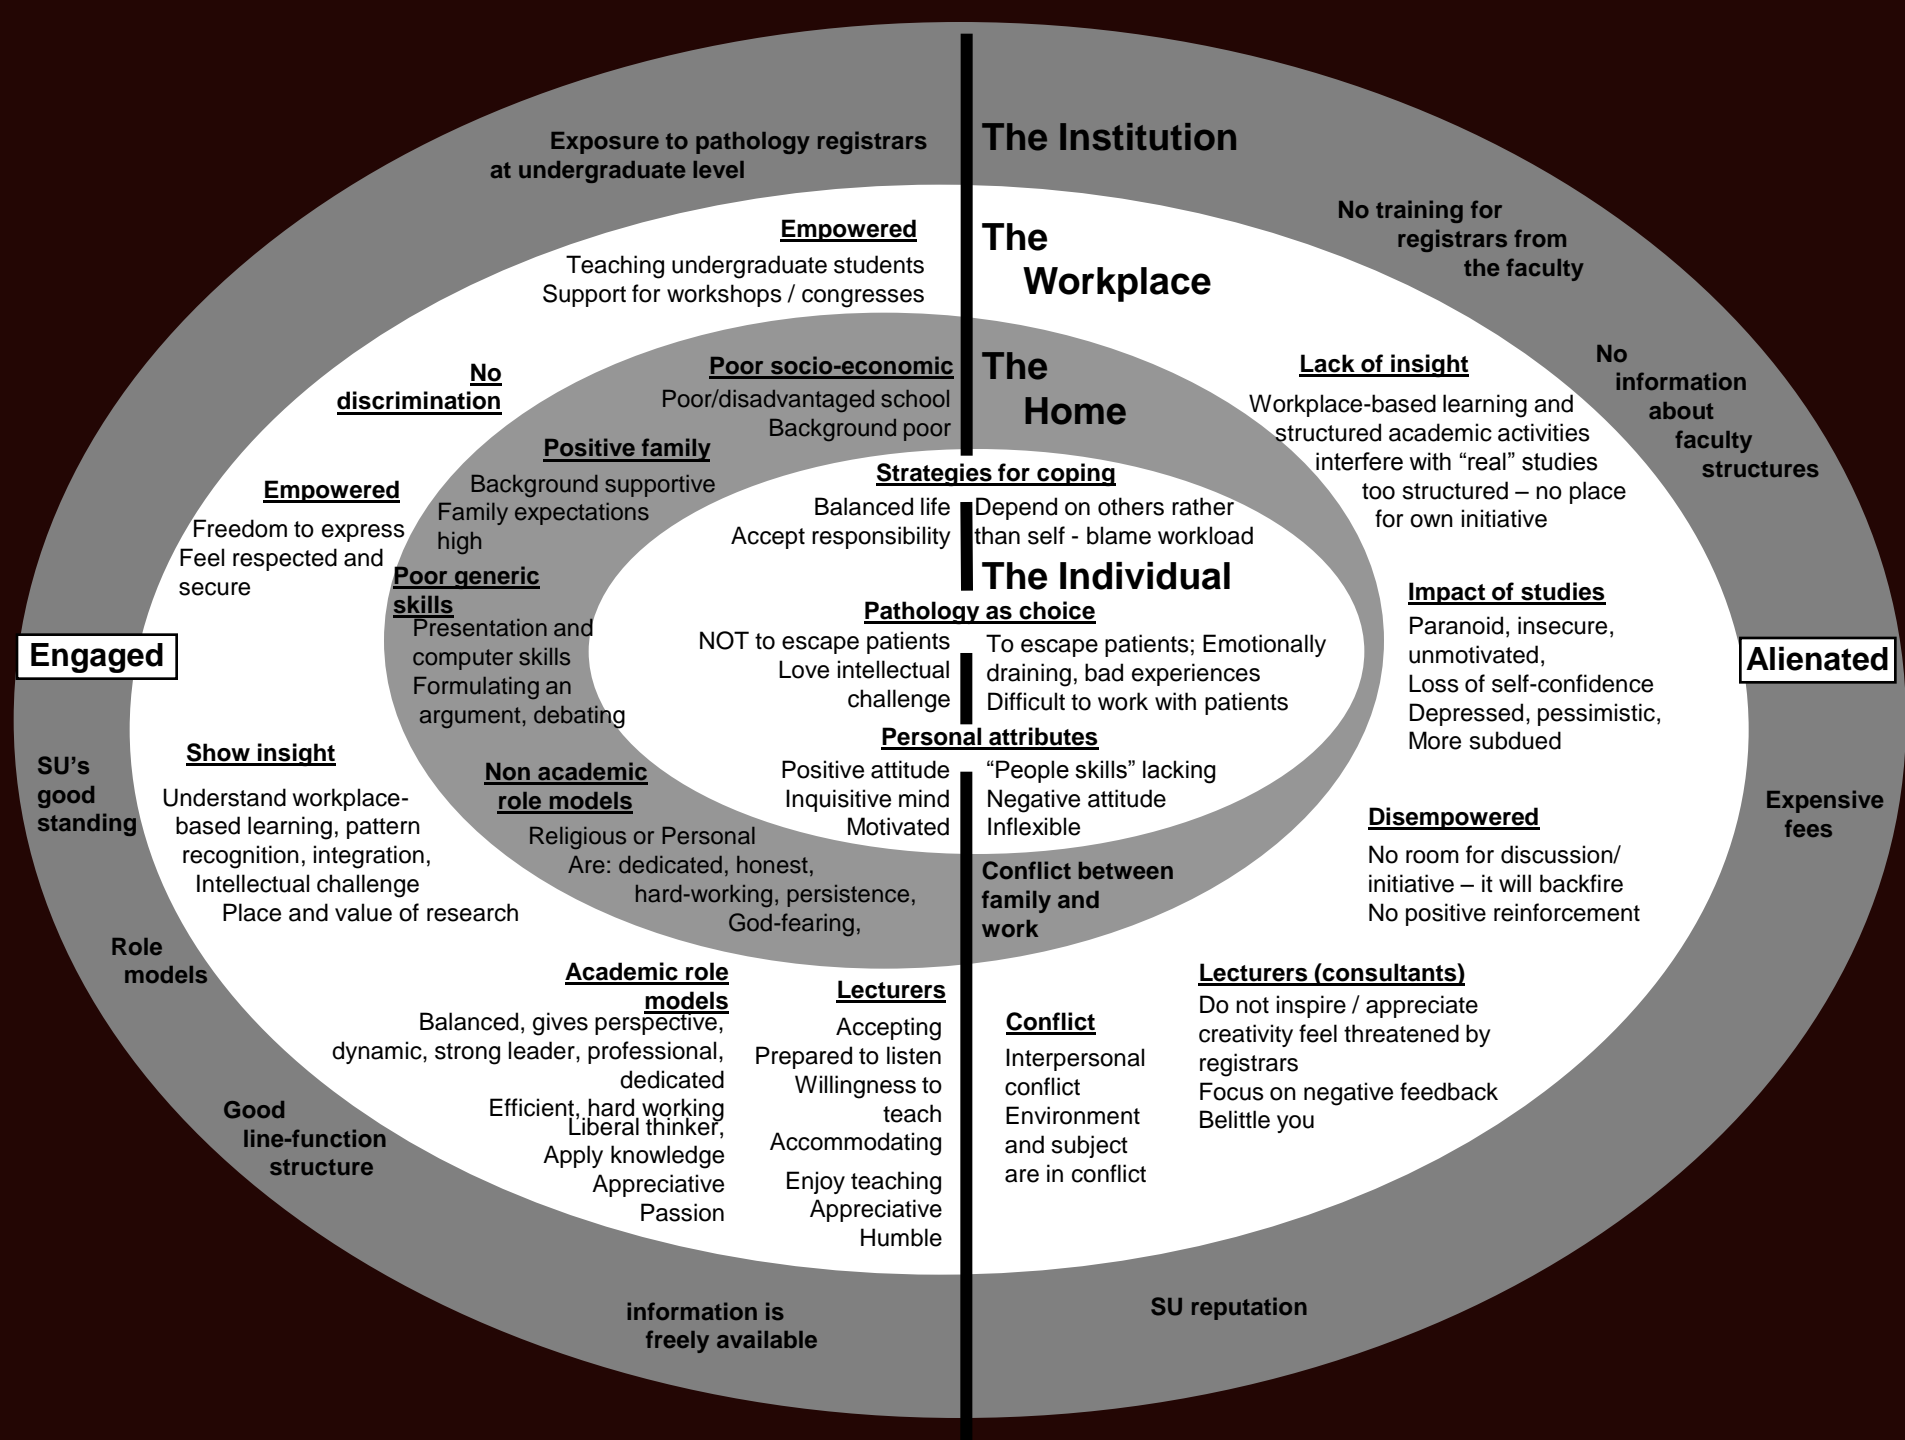 Exposure to pathology registrars
at undergraduate level
The Institution
No training for
registrars from
the faculty
Empowered
Teaching undergraduate students
Support for workshops / congresses
The
Workplace
No
information
about
faculty
structures
No
discrimination
Poor socio-economic
Poor/disadvantaged school
Background poor
The
Home
Lack of insight
Workplace-based learning and
structured academic activities
interfere with “real” studies
too structured – no place
for own initiative
Positive family
Background supportive
Family expectations
high
Empowered
Freedom to express
Feel respected and
secure
Strategies for coping
Balanced life
Accept responsibility
Depend on others rather
than self - blame workload
The Individual
Poor generic
skills
Presentation and
computer skills
Formulating an
argument, debating
Pathology as choice
NOT to escape patients
Love intellectual
challenge
To escape patients; Emotionally
draining, bad experiences
Difficult to work with patients
Impact of studies
Paranoid, insecure,
unmotivated,
Loss of self-confidence
Depressed, pessimistic,
More subdued
Engaged
Alienated
Personal attributes
Positive attitude
Inquisitive mind
Motivated
“People skills” lacking
Negative attitude
Inflexible
SU’s
good
standing
Show insight
Understand workplace-
based learning, pattern
recognition, integration,
Intellectual challenge
Place and value of research
Non academic
role models
Religious or Personal
Are: dedicated, honest,
hard-working, persistence,
God-fearing,
Conflict between
family and
work
Disempowered
No room for discussion/
initiative – it will backfire
No positive reinforcement
Expensive
fees
Role
models
Academic role
models
Balanced, gives perspective,
dynamic, strong leader, professional,
dedicated
Efficient, hard working
Liberal thinker,
Apply knowledge
Appreciative
Passion
Lecturers
Accepting
Prepared to listen
Willingness to
teach
Accommodating
Enjoy teaching
Appreciative
Humble
Conflict
Interpersonal
conflict
Environment
and subject
are in conflict
Lecturers (consultants)
Do not inspire / appreciate
creativity feel threatened by
registrars
Focus on negative feedback
Belittle you
Good
line-function
structure
information is
freely available
SU reputation